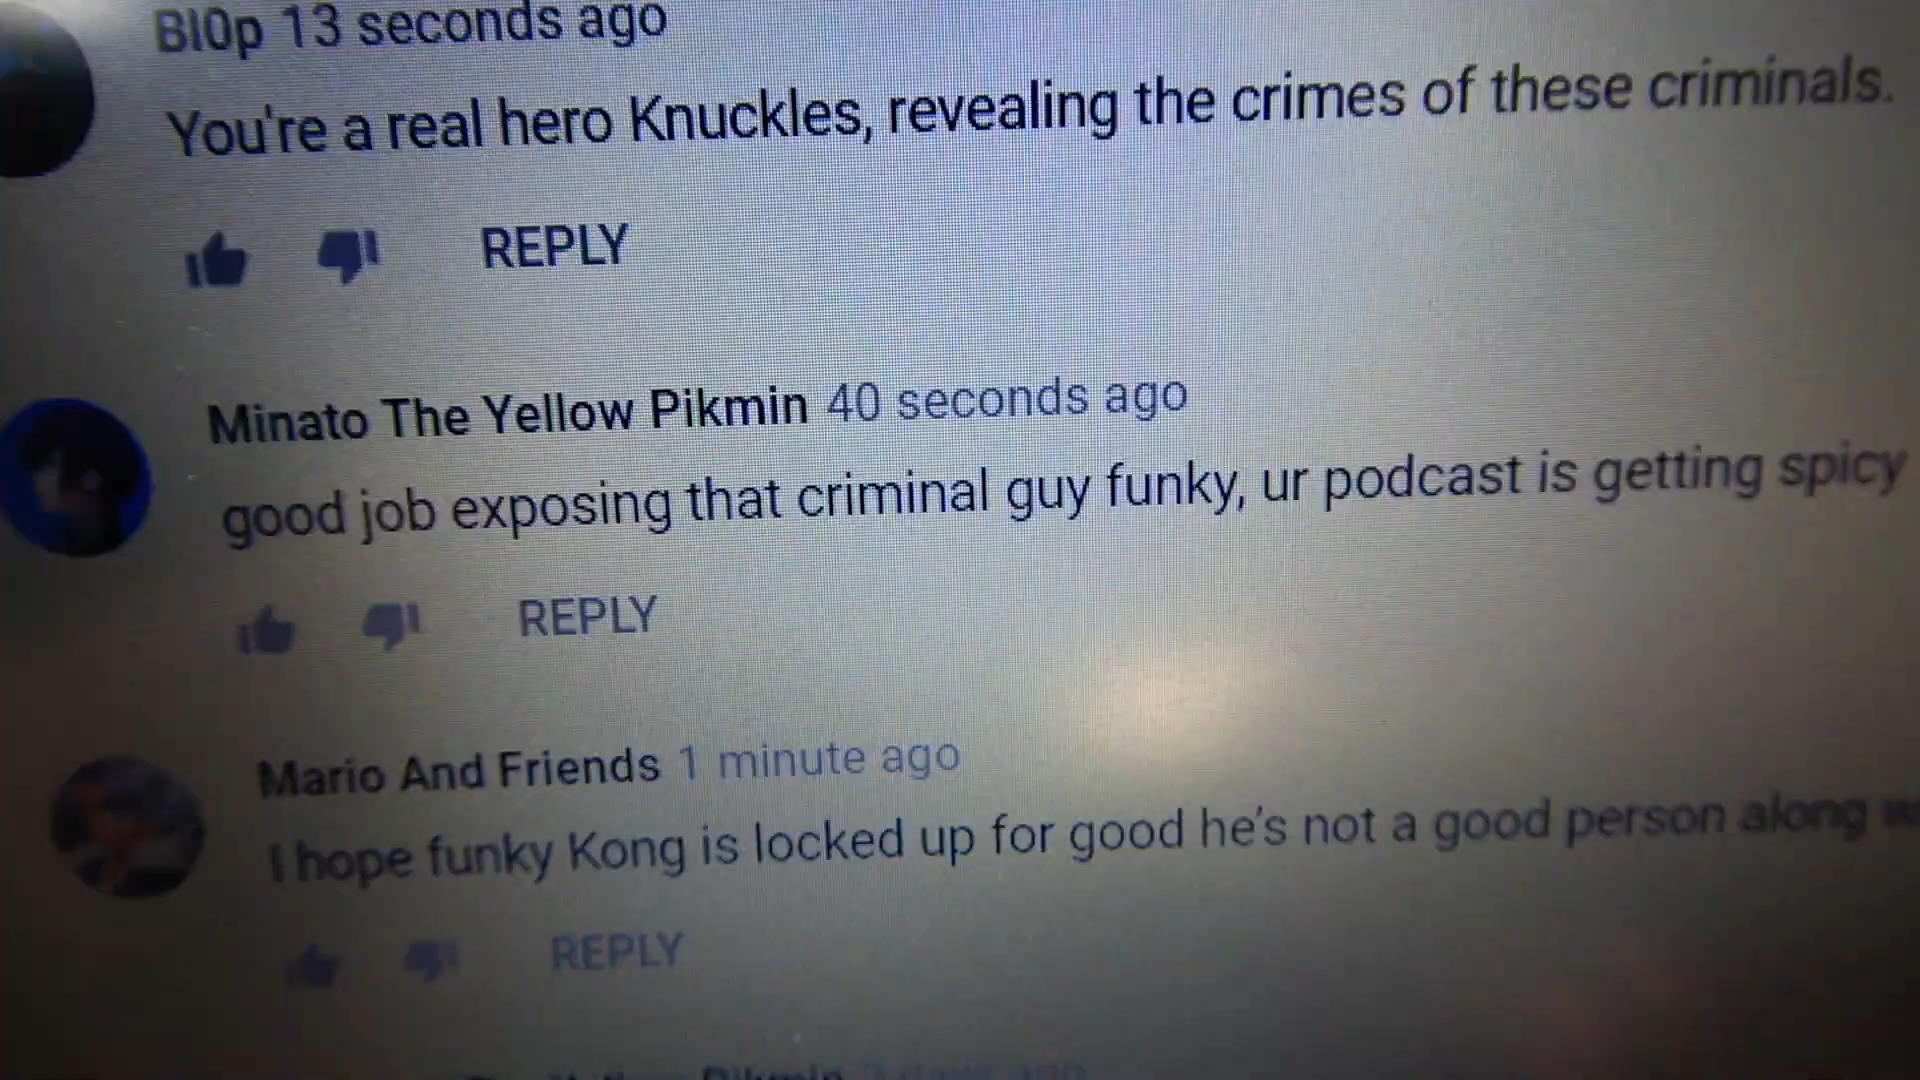 Bl0p 13 seconds ago
You're a real hero Knuckles, revealing the crimes of these criminals.
REPLY
Minato The Yellow Pikmin 40 seconds ago
good job exposing that criminal guy funky, ur podcast is getting spicy
REPLY
Mario And Friends 1 minute ago
I hope funky Kong is locked up for good he's not a good person along
REPLY
Pikmin